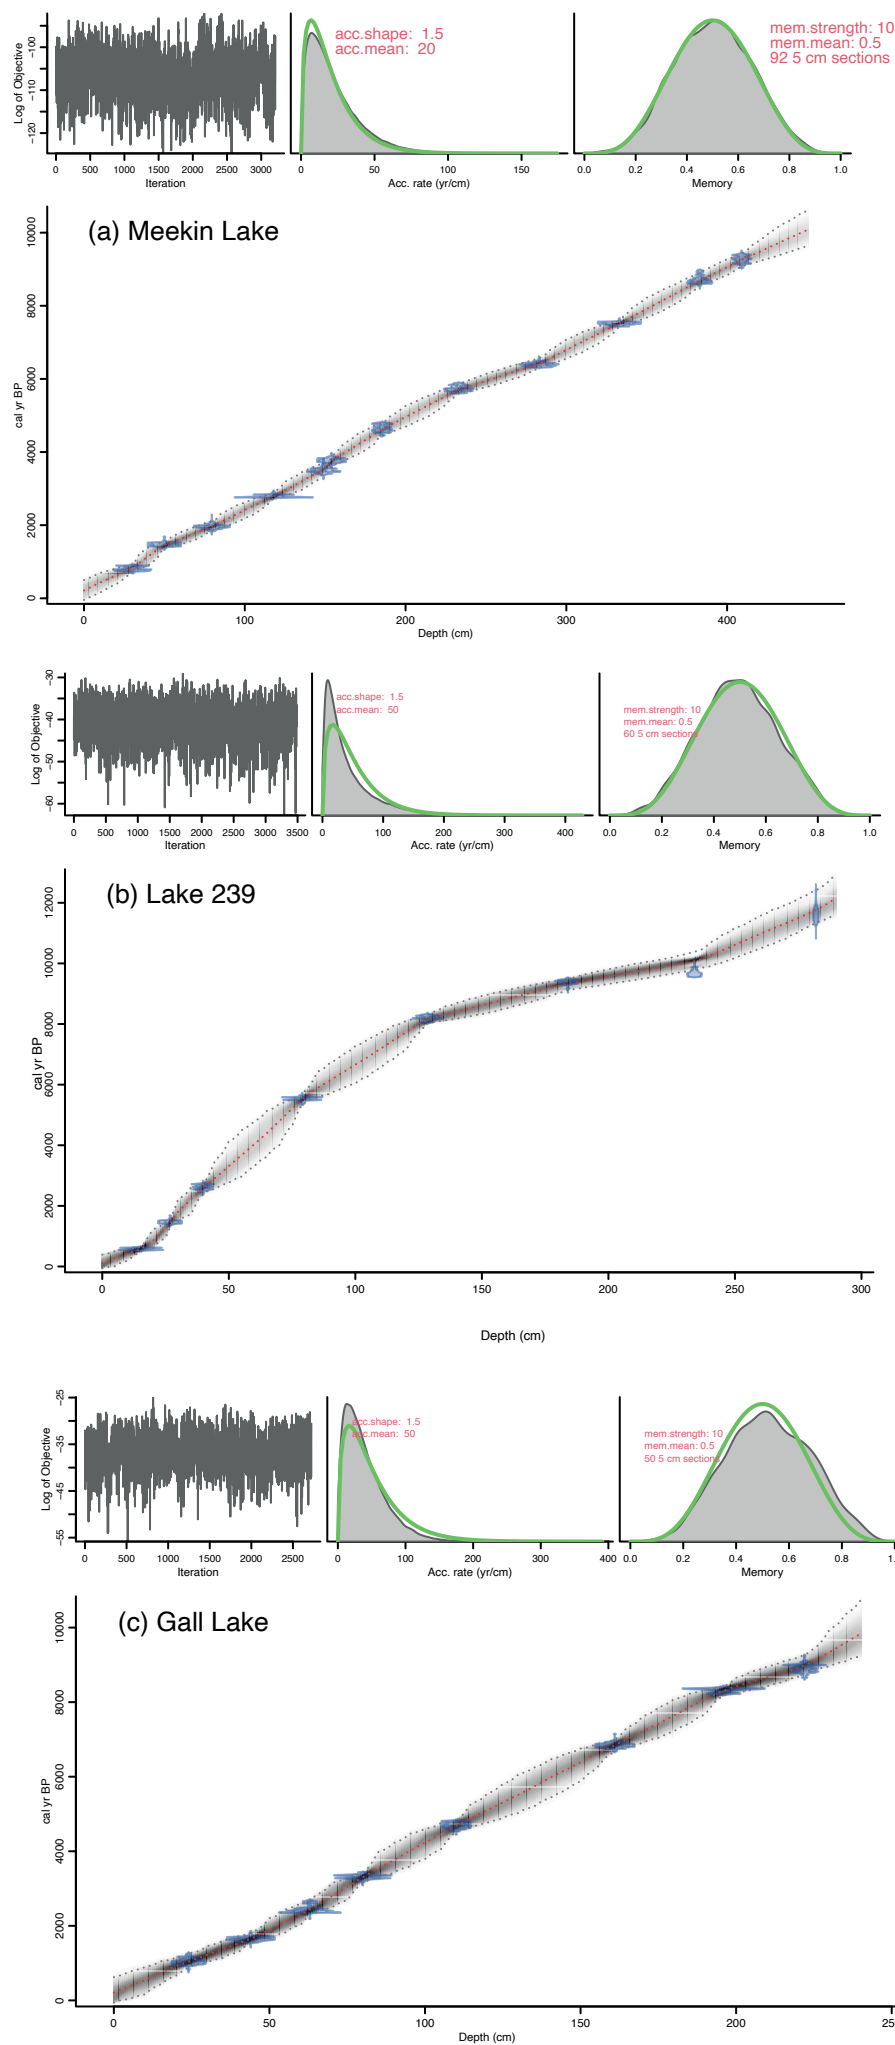 Log of Objective
−120
−110
−100
0 500 1000 1500 2000 2500 3000
Iteration
acc.shape: 1.5
acc.mean: 20
0 50 100 150
Acc. rate (yr/cm)
mem.strength: 10
mem.mean: 0.5
92 5 cm sections
0.0 0.2 0.4 0.6 0.8 1.0
Memory
(a) Meekin Lake
cal yr BP
0 2000 4000 6000 8000 10000
0 100 200 300 400
Depth (cm)
Log of Objective
−60 −50 −40 −30
0 500 1000 1500 2000 2500 3000 3500
Iteration
acc.shape: 1.5
acc.mean: 50
0 100 200 300 400
Acc. rate (yr/cm)
mem.strength: 10
mem.mean: 0.5
60 5 cm sections
0.0 0.2 0.4 0.6 0.8 1.0
Memory
(b) Lake 239
cal yr BP
0 2000 4000 6000 8000 10000 12000
0 50 100 150 200 250 300
Depth (cm)
Log of Objective
−55 −45 −35 −25
0 500 1000 1500 2000 2500
Iteration
acc.shape: 1.5
acc.mean: 50
0 100 200 300 400
Acc. rate (yr/cm)
mem.strength: 10
mem.mean: 0.5
50 5 cm sections
0.0 0.2 0.4 0.6 0.8
Memory
(c) Gall Lake
cal yr BP
0 2000 4000 6000 8000 10000
0 50 100 150 200
Depth (cm)